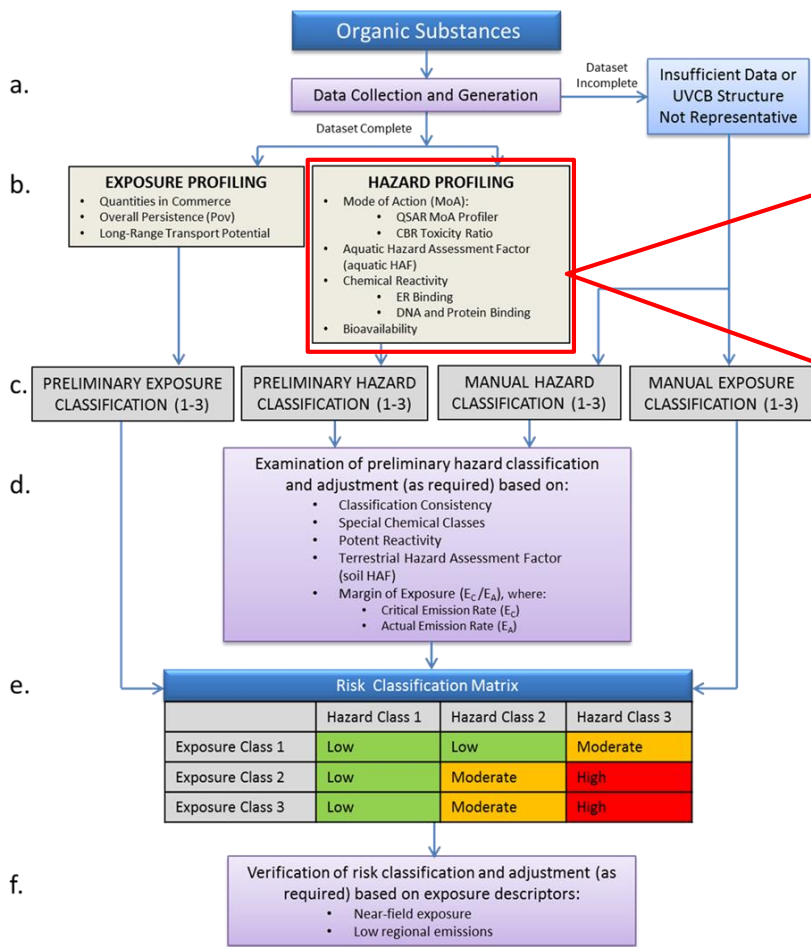 Organic Substances
a.
Data Collection and Generation
Dataset
Incomplete
Insufficient Data or
UVCB Structure
Not Representative
Dataset Complete
b.
EXPOSURE PROFILING
• Quantities in Commerce
• Overall Persistence (Pov)
• Long-Range Transport Potential
HAZARD PROFILING
• Mode of Action (MoA):
• QSAR MoA Profiler
• CBR Toxicity Ratio
• Aquatic Hazard Assessment Factor
(aquatic HAF)
• Chemical Reactivity
• ER Binding
• DNA and Protein Binding
• Bioavailability
c.
PRELIMINARY EXPOSURE
CLASSIFICATION (1-3)
PRELIMINARY HAZARD
CLASSIFICATION (1-3)
MANUAL HAZARD
CLASSIFICATION (1-3)
MANUAL EXPOSURE
CLASSIFICATION (1-3)
d.
Examination of preliminary hazard classification
and adjustment (as required) based on:
• Classification Consistency
• Special Chemical Classes
• Potent Reactivity
• Terrestrial Hazard Assessment Factor
(soil HAF)
• Margin of Exposure (EC/EA), where:
• Critical Emission Rate (EC)
• Actual Emission Rate (EA)
e.
Risk Classification Matrix
Hazard Class 1 Hazard Class 2 Hazard Class 3
Exposure Class 1 Low Low Moderate
Exposure Class 2 Low Moderate High
Exposure Class 3 Low Moderate High
f.
Verification of risk classification and adjustment (as
required) based on exposure descriptors:
• Near-field exposure
• Low regional emissions